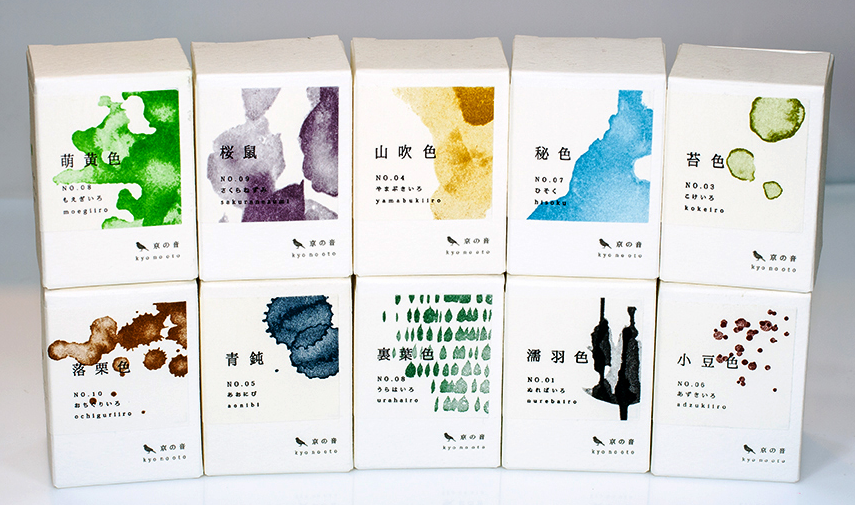 萌黄色
NO.08
もえぎいろ
moegiiro
京の音
kyo no oto
桜鼠
NO.09
さくらねずみ
sakuranezumi
京の音
kyo no oto
山吹色
NO.04
やまぶきいろ
yamabukiiro
京の音
kyo no oto
秘色
NO.07
ひそく
hisoku
京の音
kyo no oto
苔色
NO.03
こけいろ
kokeiro
京の音
kyo no oto
落栗色
NO.10
おちぐりいろ
ochiguriiro
京の音
kyo no oto
青鈍
NO.05
あおにび
aonibi
京の音
kyo no oto
裏葉色
NO.08
うらはいろ
urahairo
京の音
kyo no oto
濡羽色
NO.01
ぬればいろ
nurebairo
京の音
kyo no oto
小豆色
NO.06
あずきいろ
adzukiiro
京の音
kyo no oto